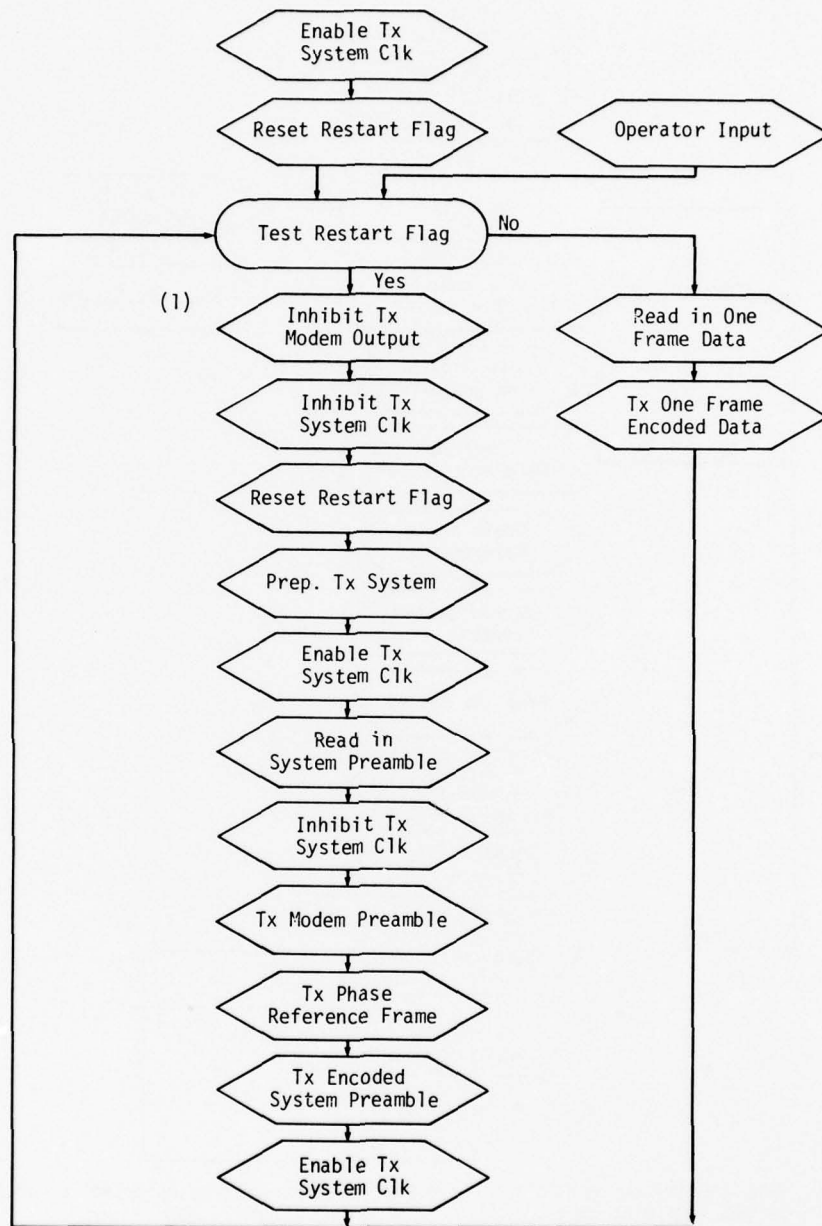 Enable Tx
System Clk
Reset Restart Flag
Operator Input
Test Restart Flag
No
Yes
(1)
Inhibit Tx
Modem Output
Read in One
Frame Data
Inhibit Tx
System Clk
Tx One Frame
Encoded Data
Reset Restart Flag
Prep. Tx System
Enable Tx
System Clk
Read in
System Preamble
Inhibit Tx
System Clk
Tx Modem Preamble
Tx Phase
Reference Frame
Tx Encoded
System Preamble
Enable Tx
System Clk